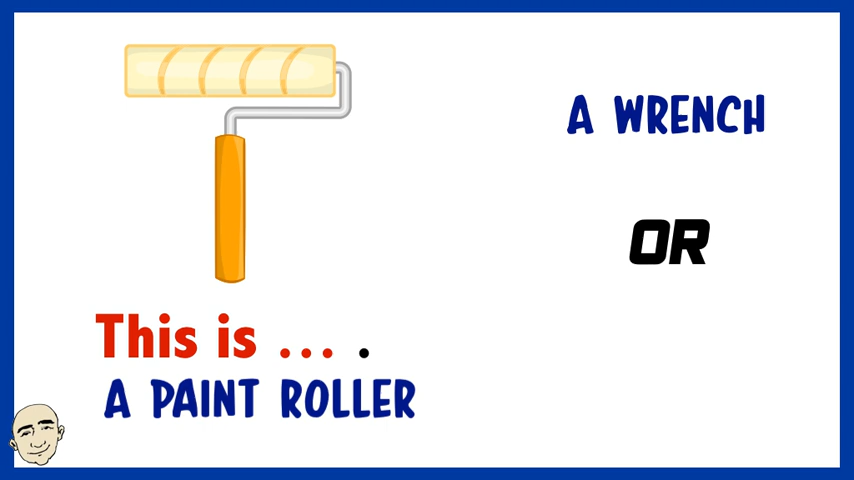 A WRENCH
OR
This is ... .
A PAINT ROLLER